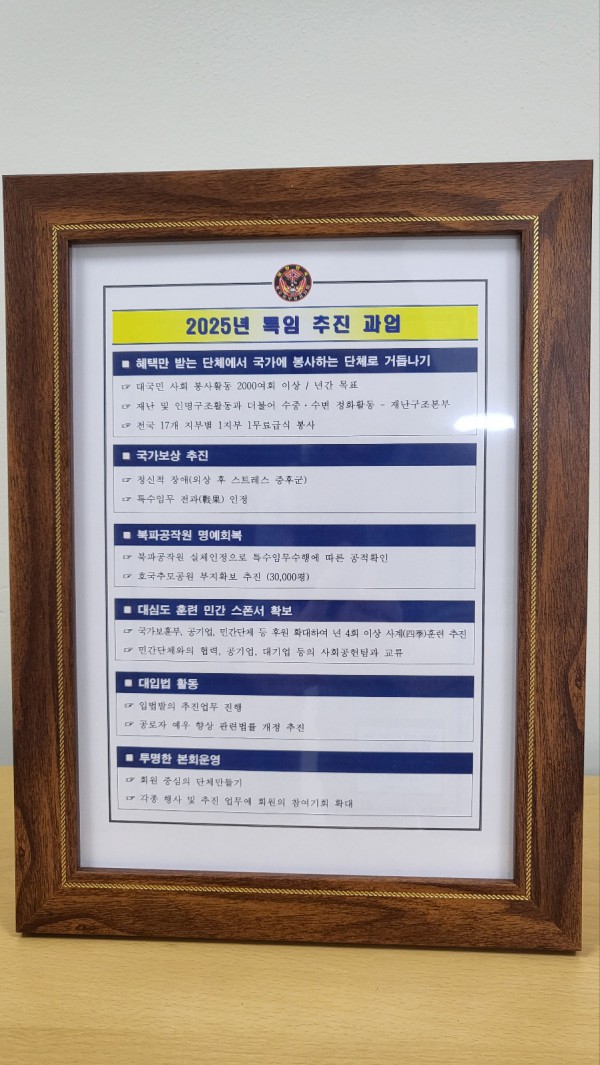 2025년 특임 추진 과업
■ 혜택만 받는 단체에서 국가에 봉사하는 단체로 거듭나기
☞ 대국민 사회 봉사활동 2000여회 이상 / 년간 목표
☞ 재난 및 인명구조활동과 더불어 수중·수변 정화활동 - 재난구조본부
☞ 전국 17개 지부별 1지부 1무료급식 봉사
■ 국가보상 추진
☞ 정신적 장애(외상 후 스트레스 증후군)
☞ 특수임무 전과(戰果) 인정
■ 북파공작원 명예회복
☞ 북파공작원 실체인정으로 특수임무수행에 따른 공적확인
☞ 호국추모공원 부지확보 추진 (30,000평)
■ 대심도 훈련 민간 스폰서 확보
☞ 국가보훈부, 공기업, 민간단체 등 후원 확대하여 년 4회 이상 사계(四季)훈련 추진
☞ 민간단체와의 협력, 공기업, 대기업 등의 사회공헌팀과 교류
■ 대입법 활동
☞ 입법발의 추진업무 진행
☞ 공로자 예우 향상 관련법률 개정 추진
■ 투명한 본회운영
☞ 회원 중심의 단체만들기
☞ 각종 행사 및 추진 업무에 회원의 참여기회 확대